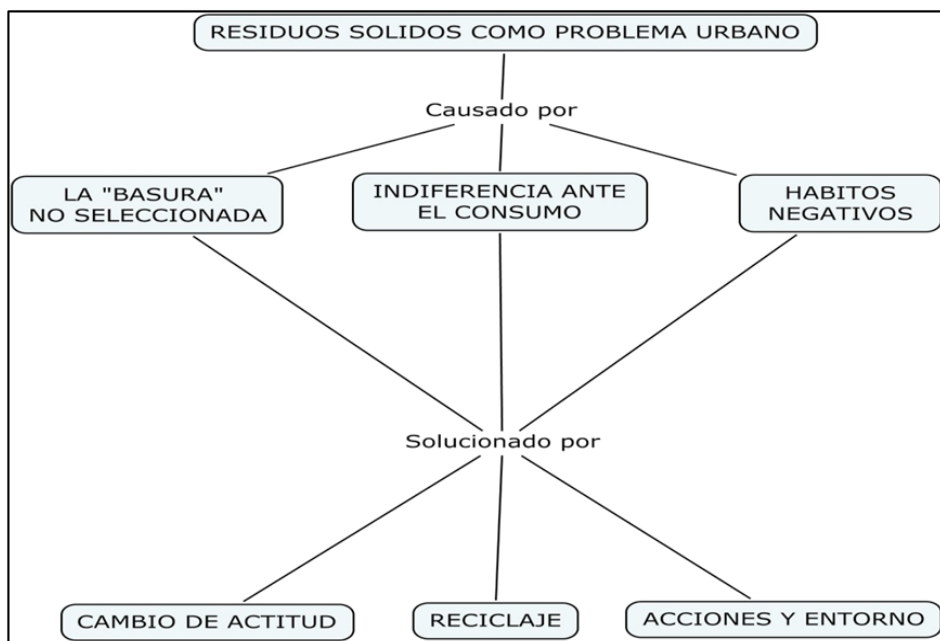 RESIDUOS SOLIDOS COMO PROBLEMA URBANO
Causado por
LA "BASURA"
NO SELECCIONADA
INDIFERENCIA ANTE
EL CONSUMO
HABITOS
NEGATIVOS
Solucionado por
CAMBIO DE ACTITUD
RECICLAJE
ACCIONES Y ENTORNO